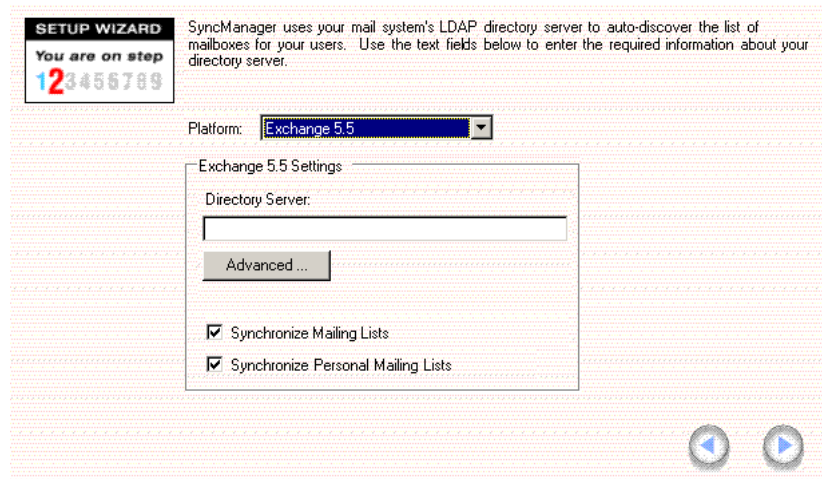 SETUP WIZARD
You are on step
123456789
SyncManager uses your mail system's LDAP directory server to auto-discover the list of
mailboxes for your users. Use the text fields below to enter the required information about your
directory server.
Platform: Exchange 5.5
Exchange 5.5 Settings
Directory Server:
Advanced ...
Synchronize Mailing Lists
Synchronize Personal Mailing Lists